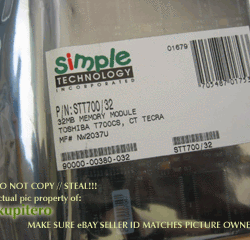 01679
Simple
TECHNOLOGY
INCORPORATED
P/N: STT700/32
32MB MEMORY MODULE
TOSHIBA T700CS, CT TECRA
MF# NW2037U
90000-00380-032
STT700/32
O NOT COPY // STEAL!!!
ctual pic property of:
kupitero
MAKE SURE eBAY SELLER ID MATCHES PICTURE OWNE